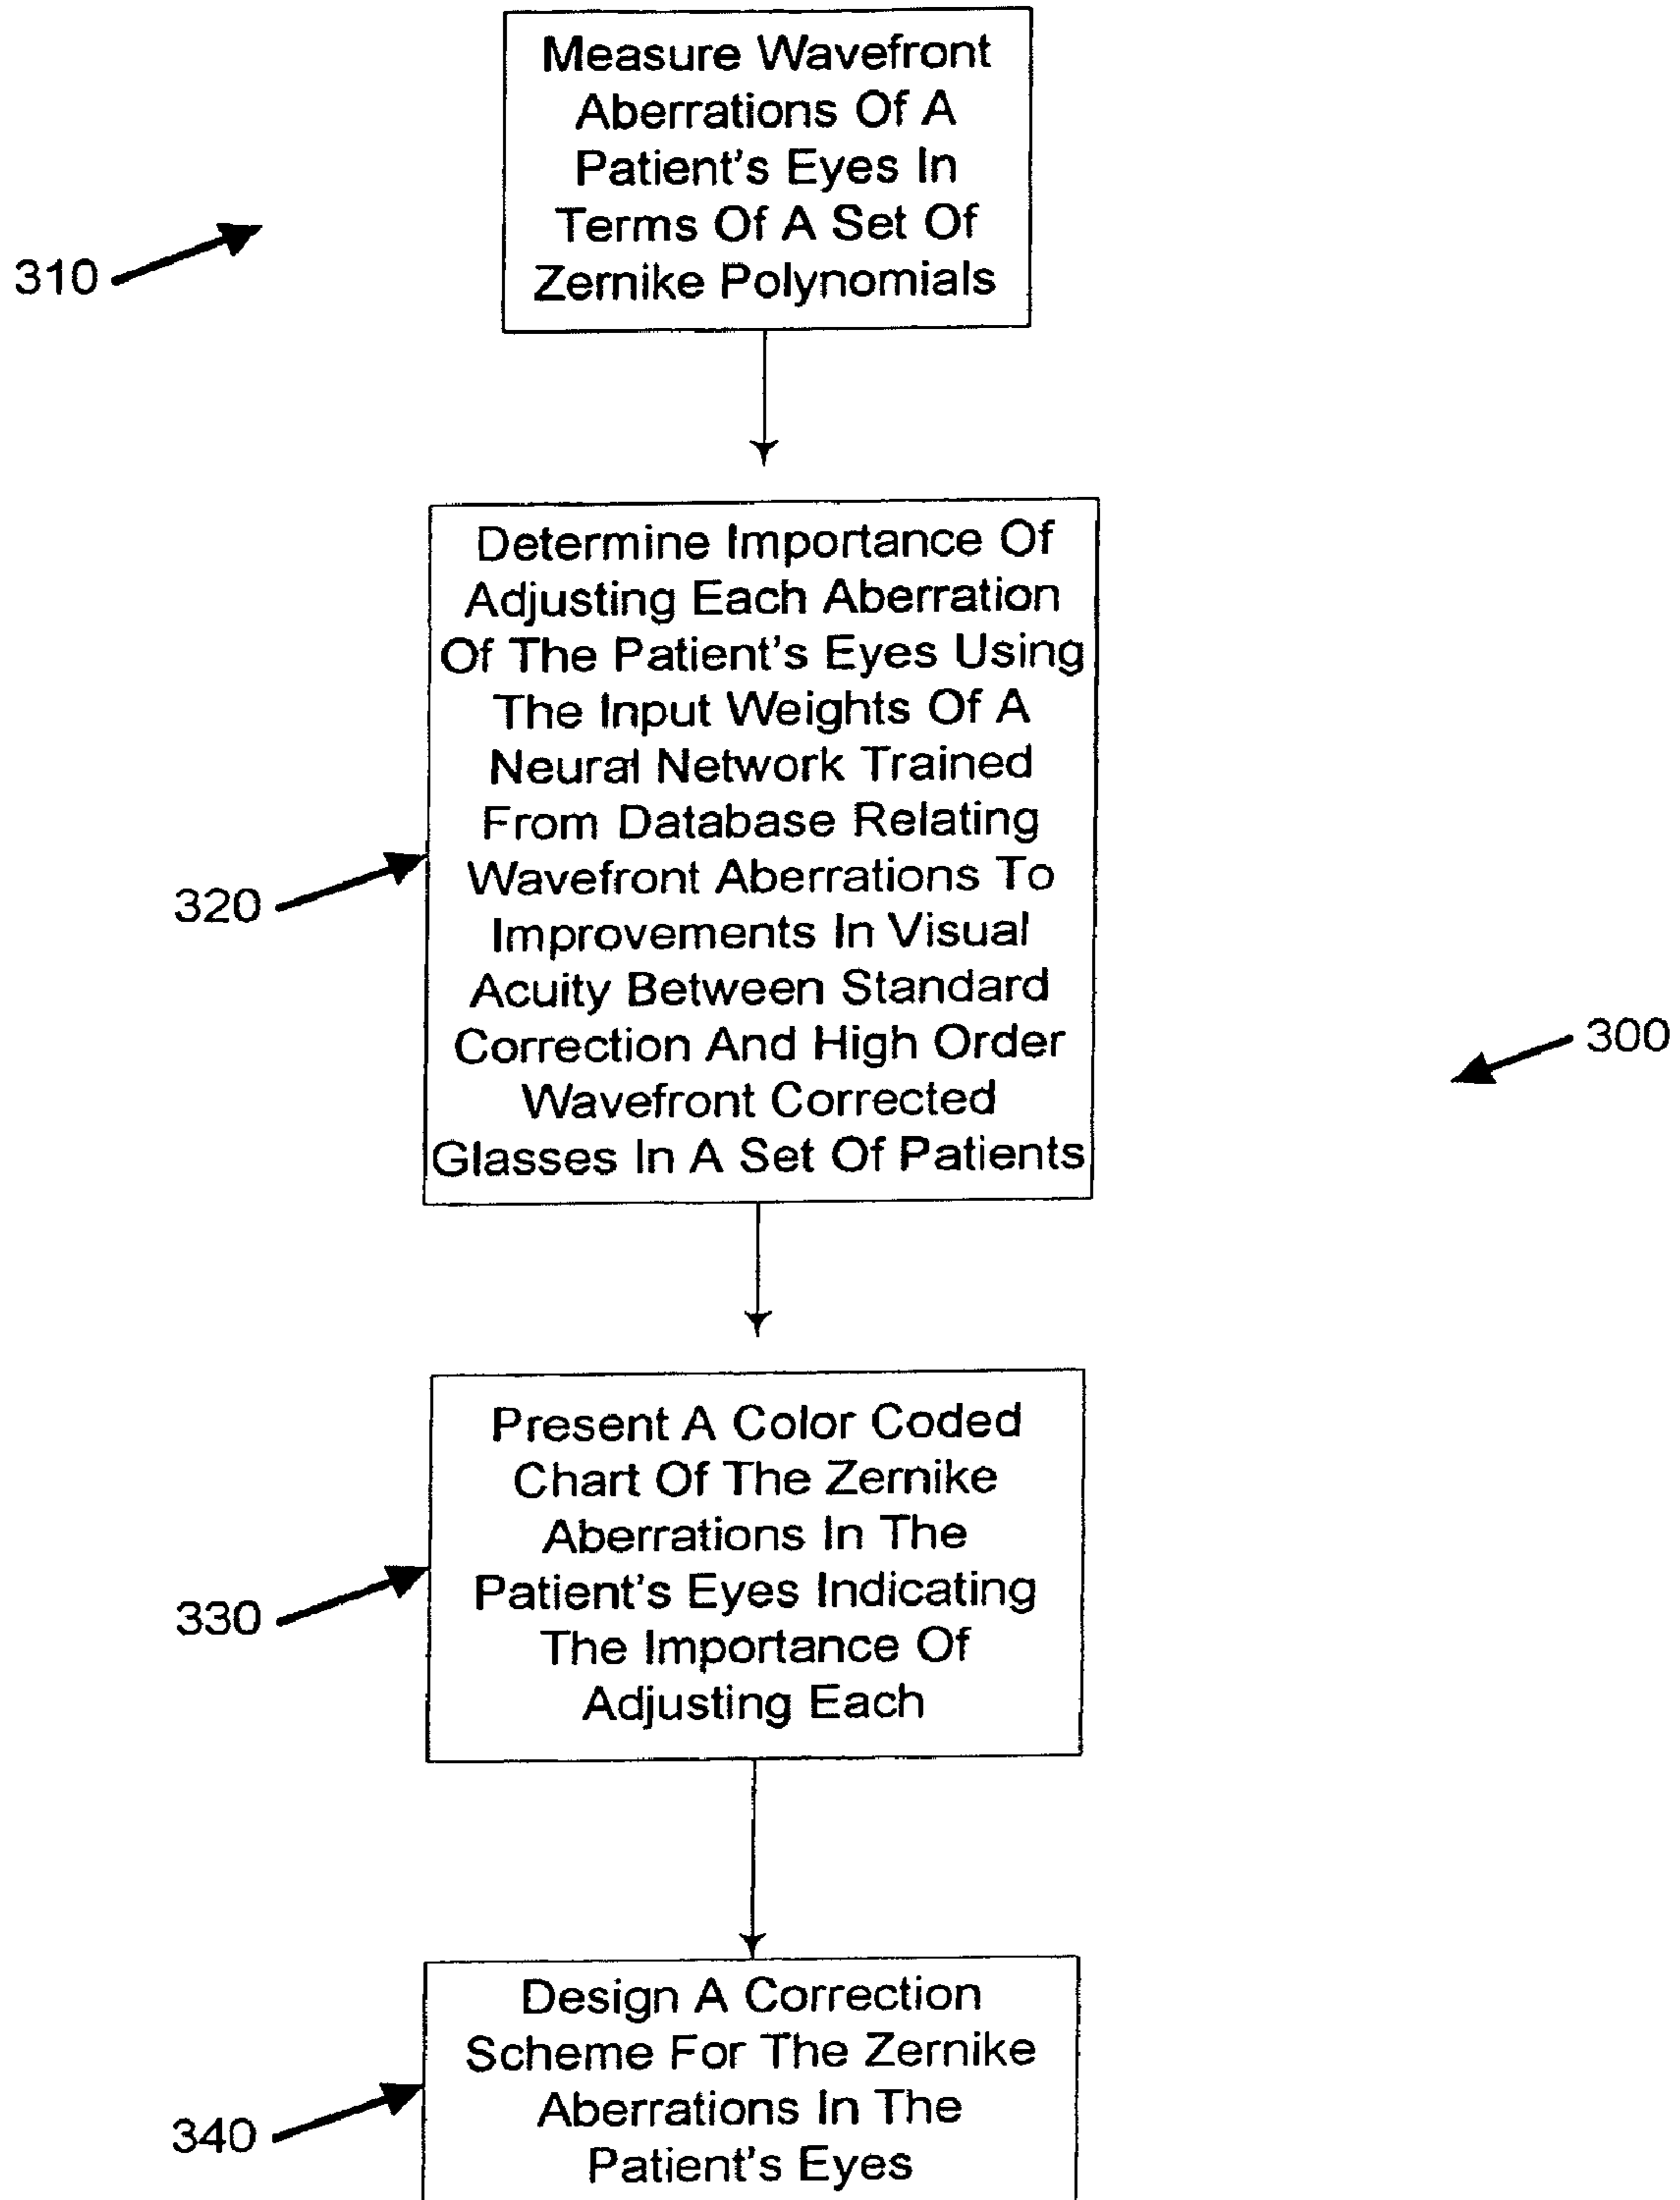 Measure Wavefront
Aberrations Of A
Patient's Eyes In
Terms Of A Set Of
Zernike Polynomials
310
Determine Importance Of
Adjusting Each Aberration
Of The Patient's Eyes Using
The Input Weights Of A
Neural Network Trained
From Database Relating
Wavefront Aberrations To
Improvements In Visual
Acuity Between Standard
Correction And High Order
Wavefront Corrected
Glasses In A Set Of Patients
320
300
Present A Color Coded
Chart Of The Zernike
Aberrations In The
Patient's Eyes Indicating
The Importance Of
Adjusting Each
330
Design A Correction
Scheme For The Zernike
Aberrations In The
Patient's Eyes
340